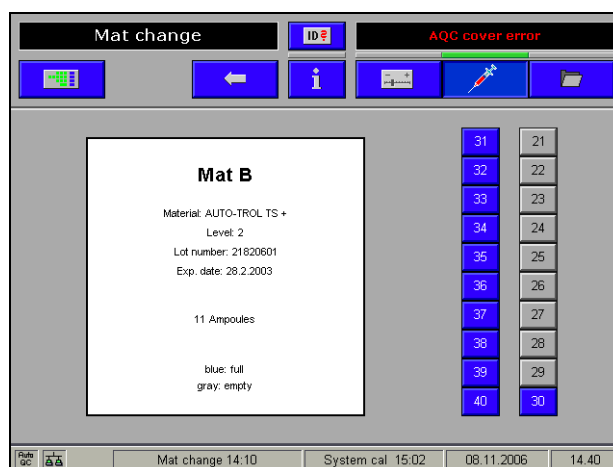 Mat change
ID?
AQC cover error
i
Mat B
Material: AUTO-TROL TS +
Level: 2
Lot number: 21820601
Exp. date: 28.2.2003
11 Ampoules
blue: full
gray: empty
31 21
32 22
33 23
34 24
35 25
36 26
37 27
38 28
39 29
40 30
Auto
QC
Mat change 14:10
System cal 15:02
08.11.2006
14.40